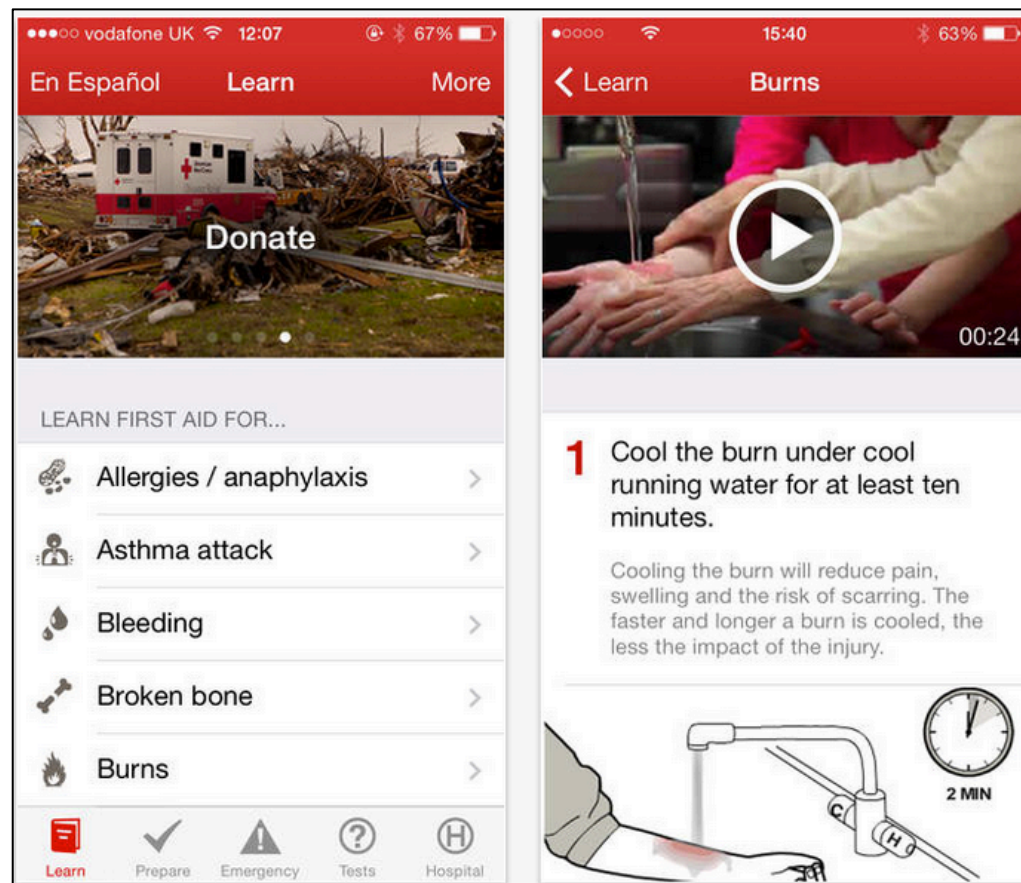 vodafone UK 12:07 67%
En Español Learn More
Donate
LEARN FIRST AID FOR...
Allergies / anaphylaxis
Asthma attack
Bleeding
Broken bone
Burns
Learn Prepare Emergency Tests Hospital
15:40 63%
Learn Burns
00:24
1 Cool the burn under cool
running water for at least ten
minutes.
Cooling the burn will reduce pain,
swelling and the risk of scarring. The
faster and longer a burn is cooled, the
less the impact of the injury.
2 MIN
C
H